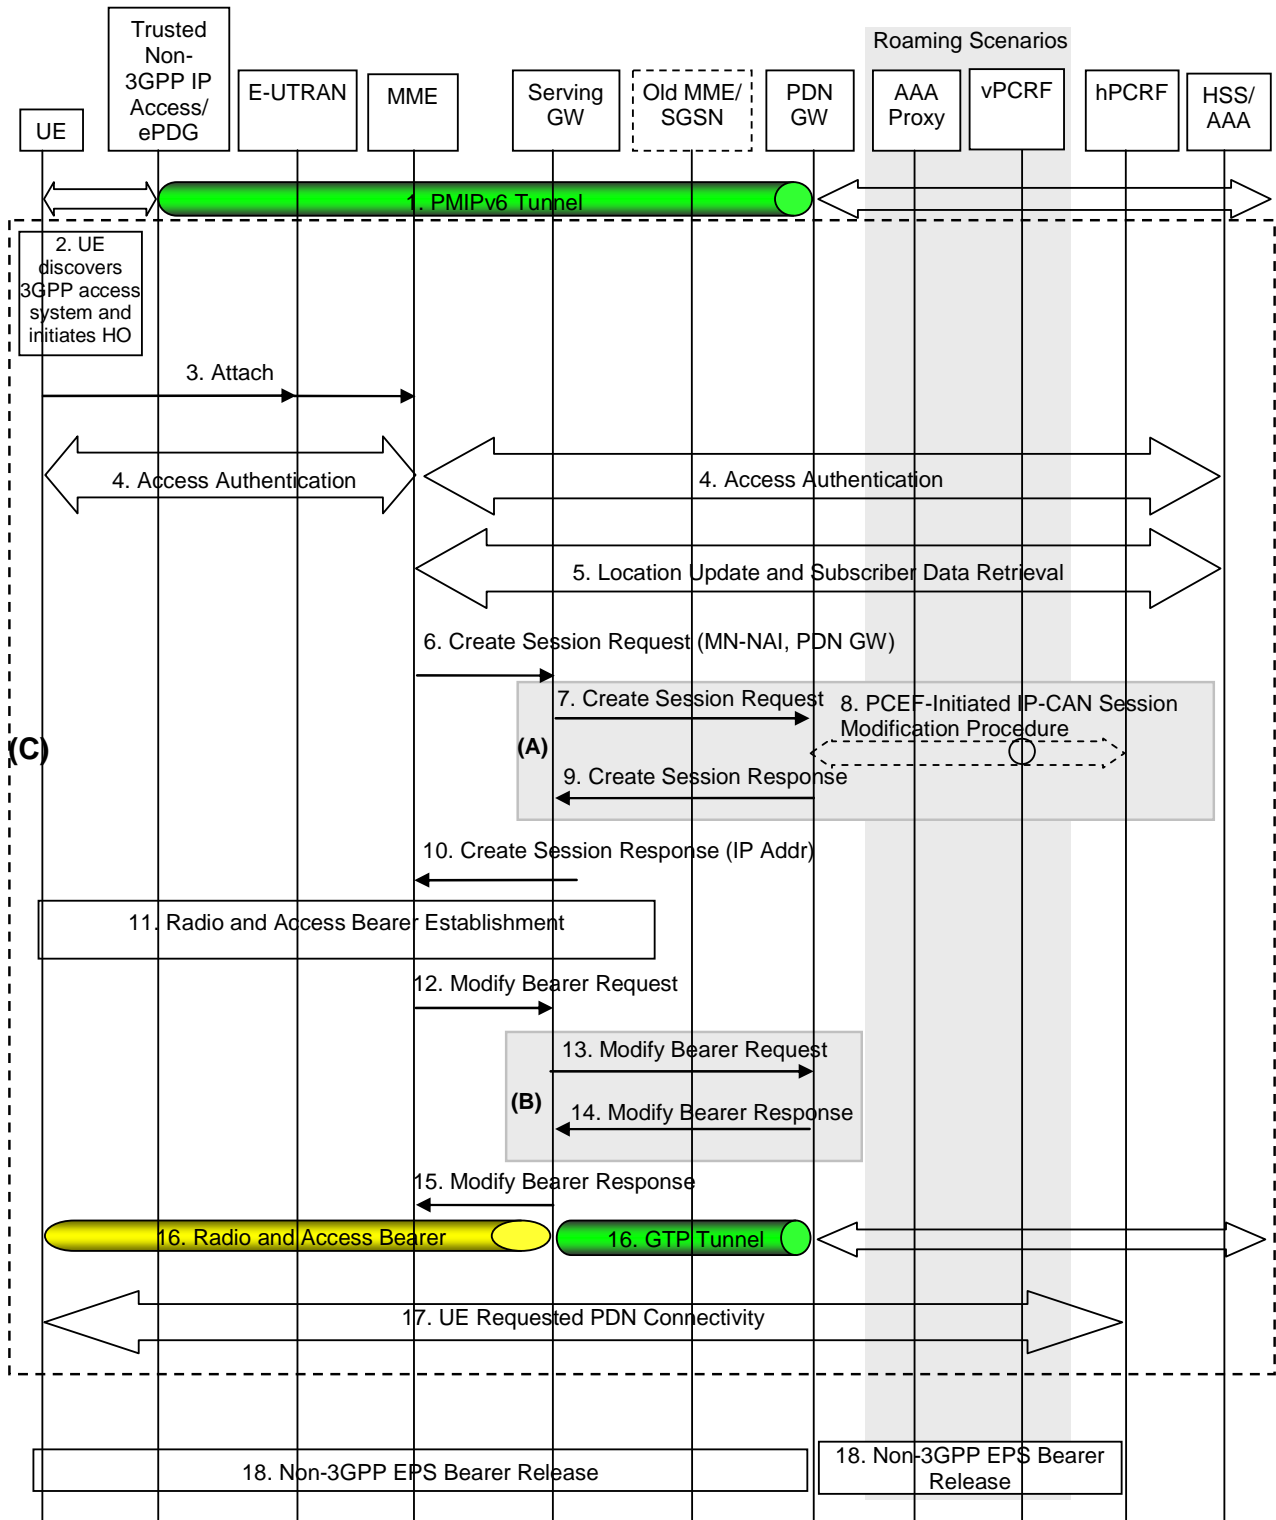 Roaming Scenarios
UE
Trusted
Non-
3GPP IP
Access/
ePDG
E-UTRAN
MME
Serving
GW
Old MME/
SGSN
PDN
GW
AAA
Proxy
vPCRF
hPCRF
HSS/
AAA
1. PMIPv6 Tunnel
2. UE
discovers
3GPP access
system and
initiates HO
3. Attach
4. Access Authentication
4. Access Authentication
5. Location Update and Subscriber Data Retrieval
6. Create Session Request (MN-NAI, PDN GW)
7. Create Session Request
8. PCEF-Initiated IP-CAN Session
Modification Procedure
(C)
(A)
9. Create Session Response
10. Create Session Response (IP Addr)
11. Radio and Access Bearer Establishment
12. Modify Bearer Request
13. Modify Bearer Request
(B)
14. Modify Bearer Response
15. Modify Bearer Response
16. Radio and Access Bearer
16. GTP Tunnel
17. UE Requested PDN Connectivity
18. Non-3GPP EPS Bearer Release
18. Non-3GPP EPS Bearer
Release